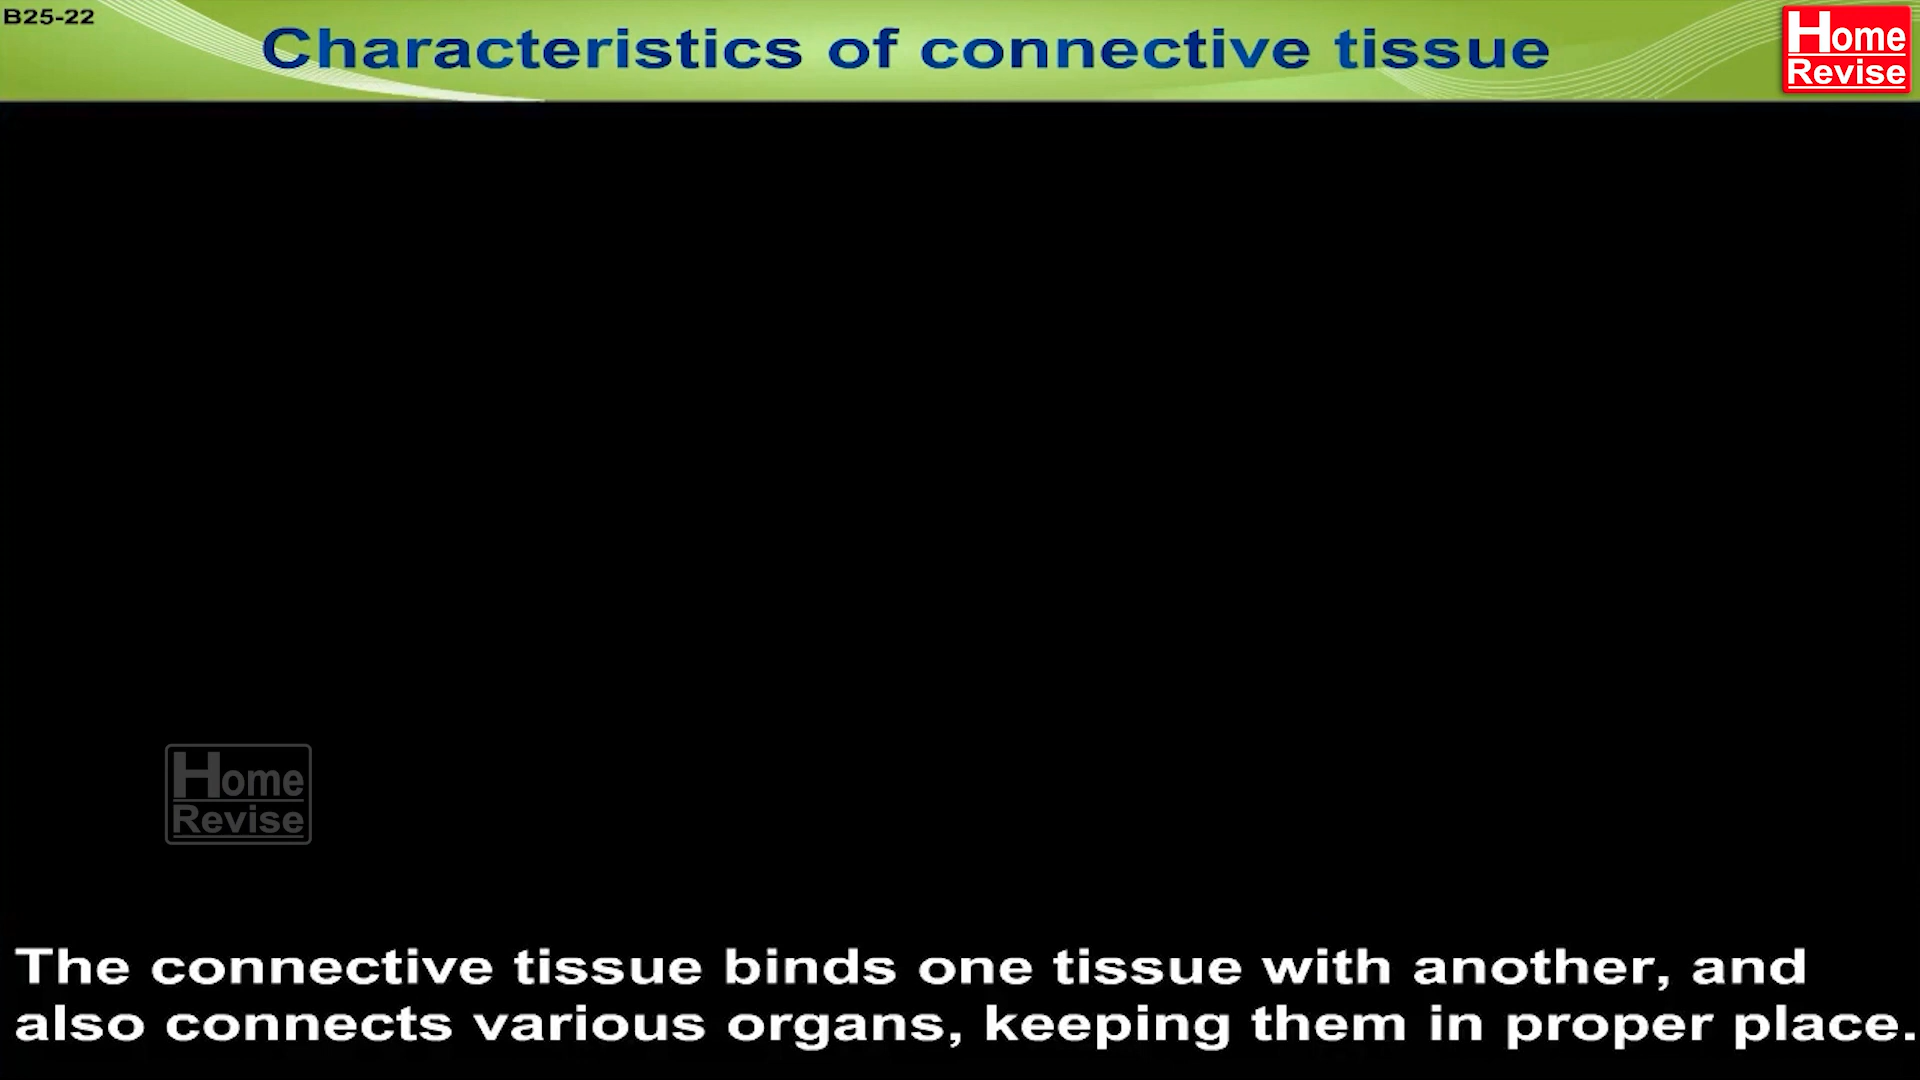 B25-22
Characteristics of connective tissue
Home
Revise
Home
Revise
The connective tissue binds one tissue with another, and
also connects various organs, keeping them in proper place.